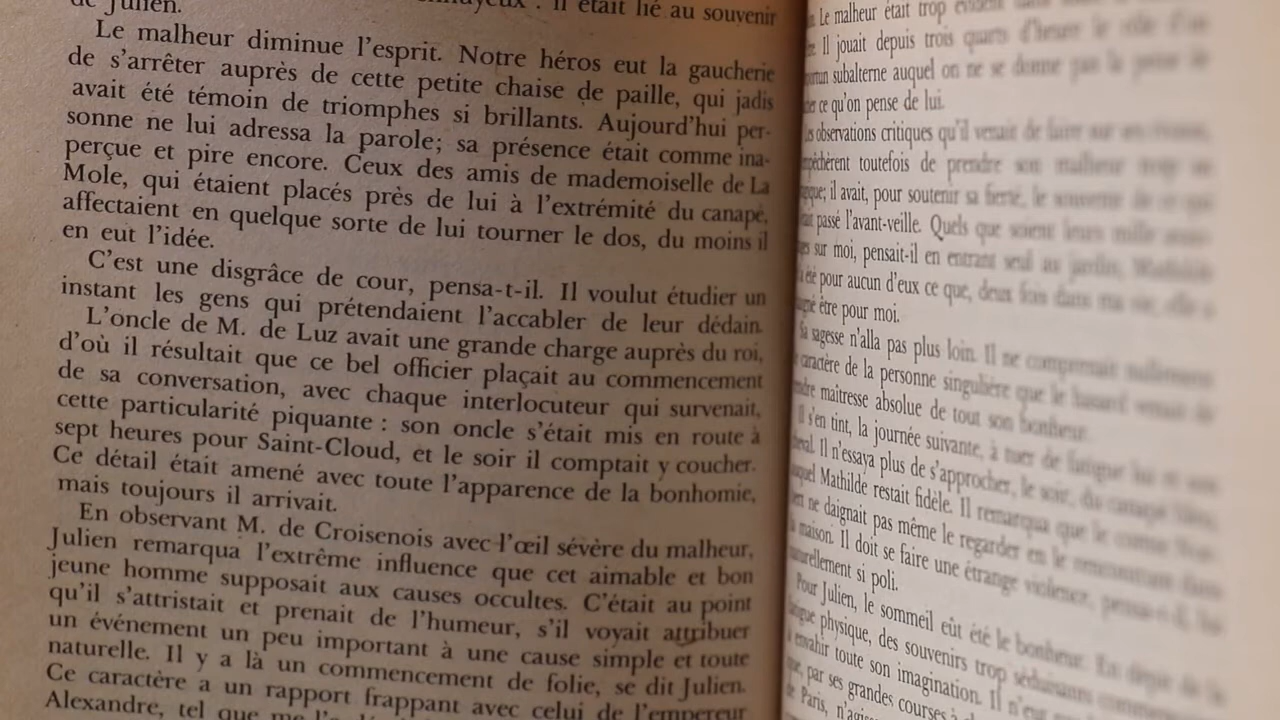 de Julien.
était lié au souvenir
Le malheur diminue l'esprit. Notre héros eut la gaucherie
de s'arrêter auprès de cette petite chaise de paille, qui jadis
avait été témoin de triomphes si brillants. Aujourd'hui per-
sonne ne lui adressa la parole; sa présence était comme ina-
perçue et pire encore. Ceux des amis de mademoiselle de La
Mole, qui étaient placés près de lui à l'extrémité du canapé,
affectaient en quelque sorte de lui tourner le dos, du moins il
en eut l'idée.
C'est une disgrâce de cour, pensa-t-il. Il voulut étudier un
instant les gens qui prétendaient l'accabler de leur dédain.
L'oncle de M. de Luz avait une grande charge auprès du roi,
d'où il résultait que ce bel officier plaçait au commencement
de sa conversation, avec chaque interlocuteur qui survenait,
cette particularité piquante : son oncle s'était mis en route à
sept heures pour Saint-Cloud, et le soir il comptait y coucher.
Ce détail était amené avec toute l'apparence de la bonhomie,
mais toujours il arrivait.
En observant M. de Croisenois avec l'œil sévère du malheur,
Julien remarqua l'extrême influence que cet aimable et bon
jeune homme supposait aux causes occultes. C'était au point
qu'il s'attristait et prenait de l'humeur, s'il voyait attribuer
un événement un peu important à une cause simple et toute
naturelle. Il y a là un commencement de folie, se dit Julien.
Ce caractère a un rapport frappant avec celui de l'empereur
Alexandre, tel que me
Le malheur était trop
Il jouait depuis trois quarts d'heure le rôle d'un
subalterne auquel on ne se donne pas la peine de
ce qu'on pense de lui.
observations critiques qu'il venait de faire sur
toutefois de prendre son malheur trop
il avait, pour soutenir sa fierté, le souvenir de ce qui
passé l'avant-veille. Quels que soient leurs mille
sur moi, pensait-il en entrant seul au jardin, Mathilde
été pour aucun d'eux ce que, deux fois dans ma vie, elle a
être pour moi.
Sa sagesse n'alla pas plus loin. Il ne comprenait nullement
caractère de la personne singulière que le hasard venait de
maîtresse absolue de tout son bonheur.
Il s'en tint, la journée suivante, à tuer de fatigue lui et son
Il n'essaya plus de s'approcher, le soir, du canapé bleu,
Mathilde restait fidèle. Il remarqua que le comte
ne daignait pas même le regarder en le rencontrant dans
maison. Il doit se faire une étrange violence, pensa-t-il, lui
si poli.
Pour Julien, le sommeil eût été le bonheur. En dépit de la
physique, des souvenirs trop séduisants
envahir toute son imagination. Il n'eut
par ses grandes courses à
de Paris,